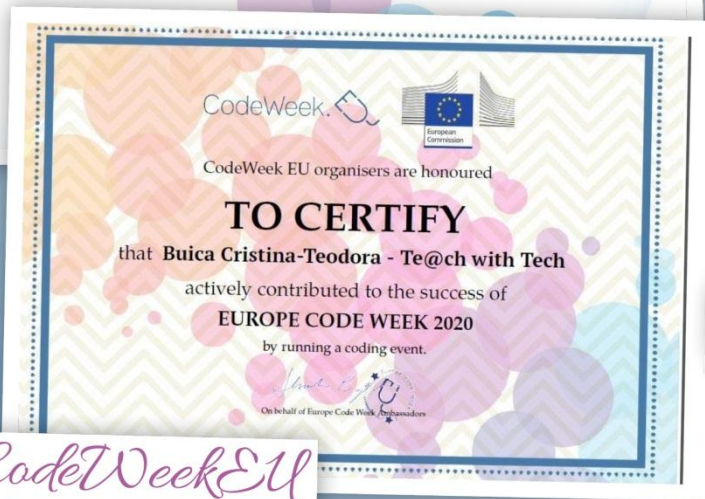 CodeWeek.EU
European
Commission
CodeWeek EU organisers are honoured
TO CERTIFY
that Buica Cristina-Teodora - Te@ch with Tech
actively contributed to the success of
EUROPE CODE WEEK 2020
by running a coding event.
On behalf of Europe Code Week Ambassadors
CodeWeekEU